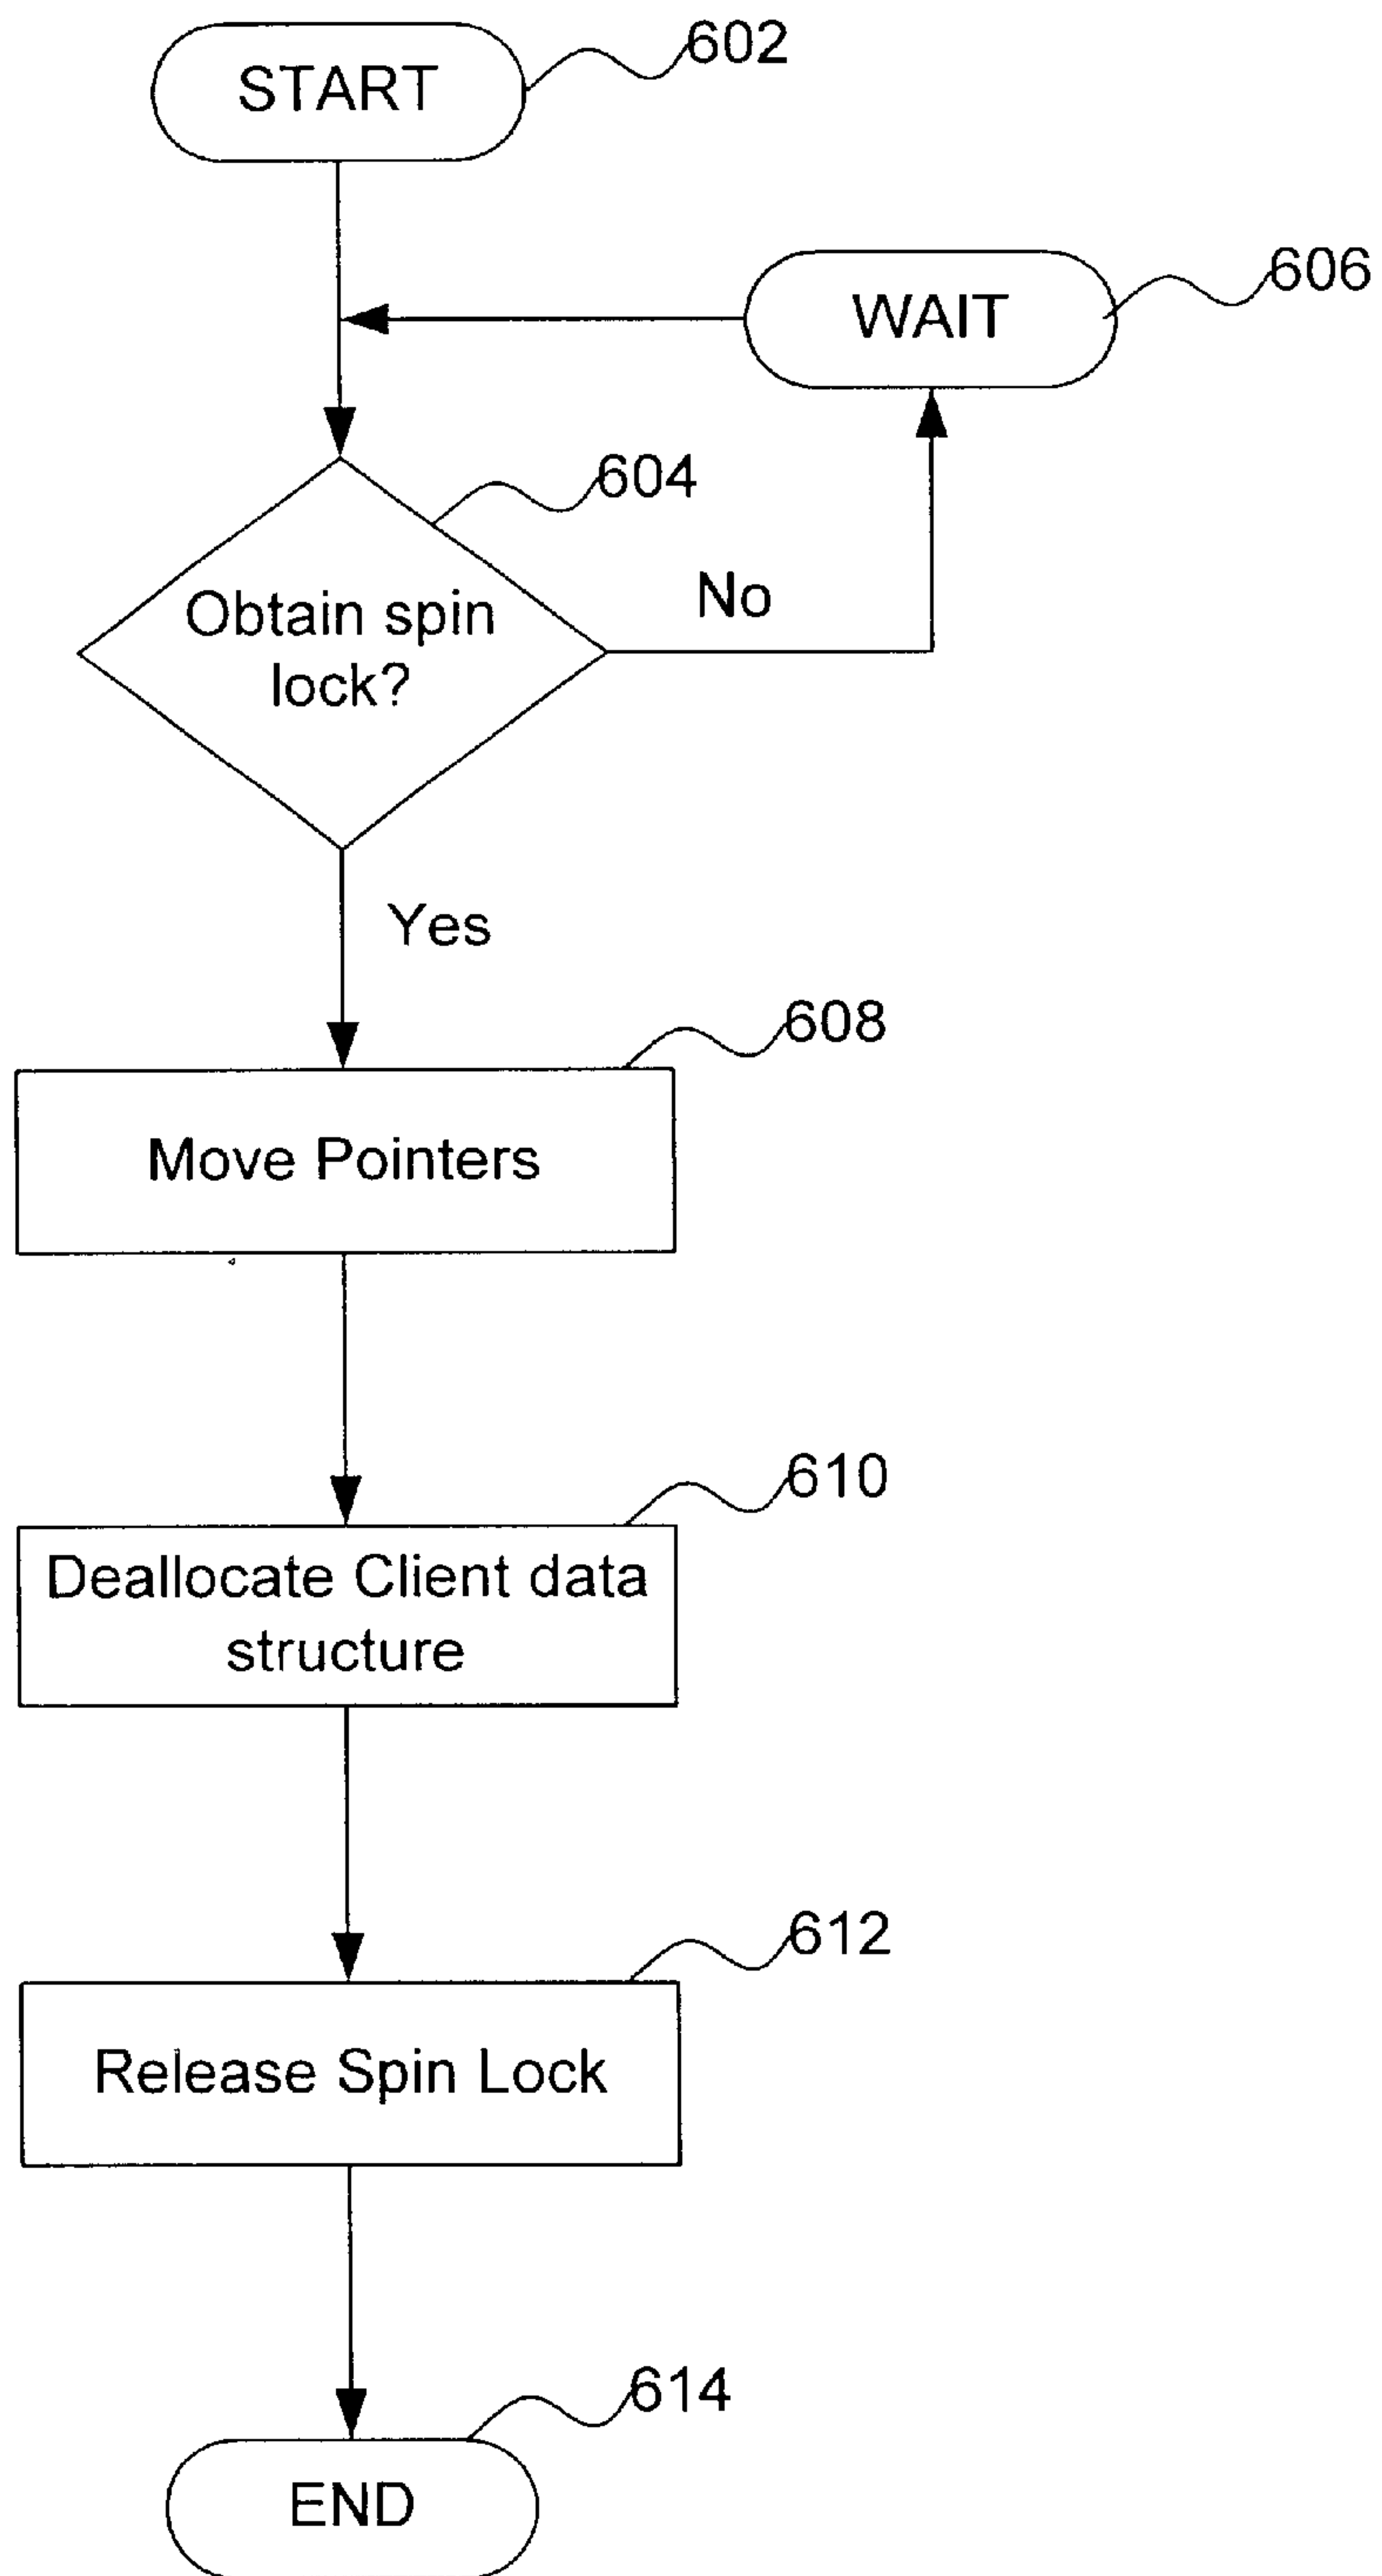 START
602
WAIT
606
604
Obtain spin
lock?
No
Yes
608
Move Pointers
610
Deallocate Client data
structure
612
Release Spin Lock
614
END